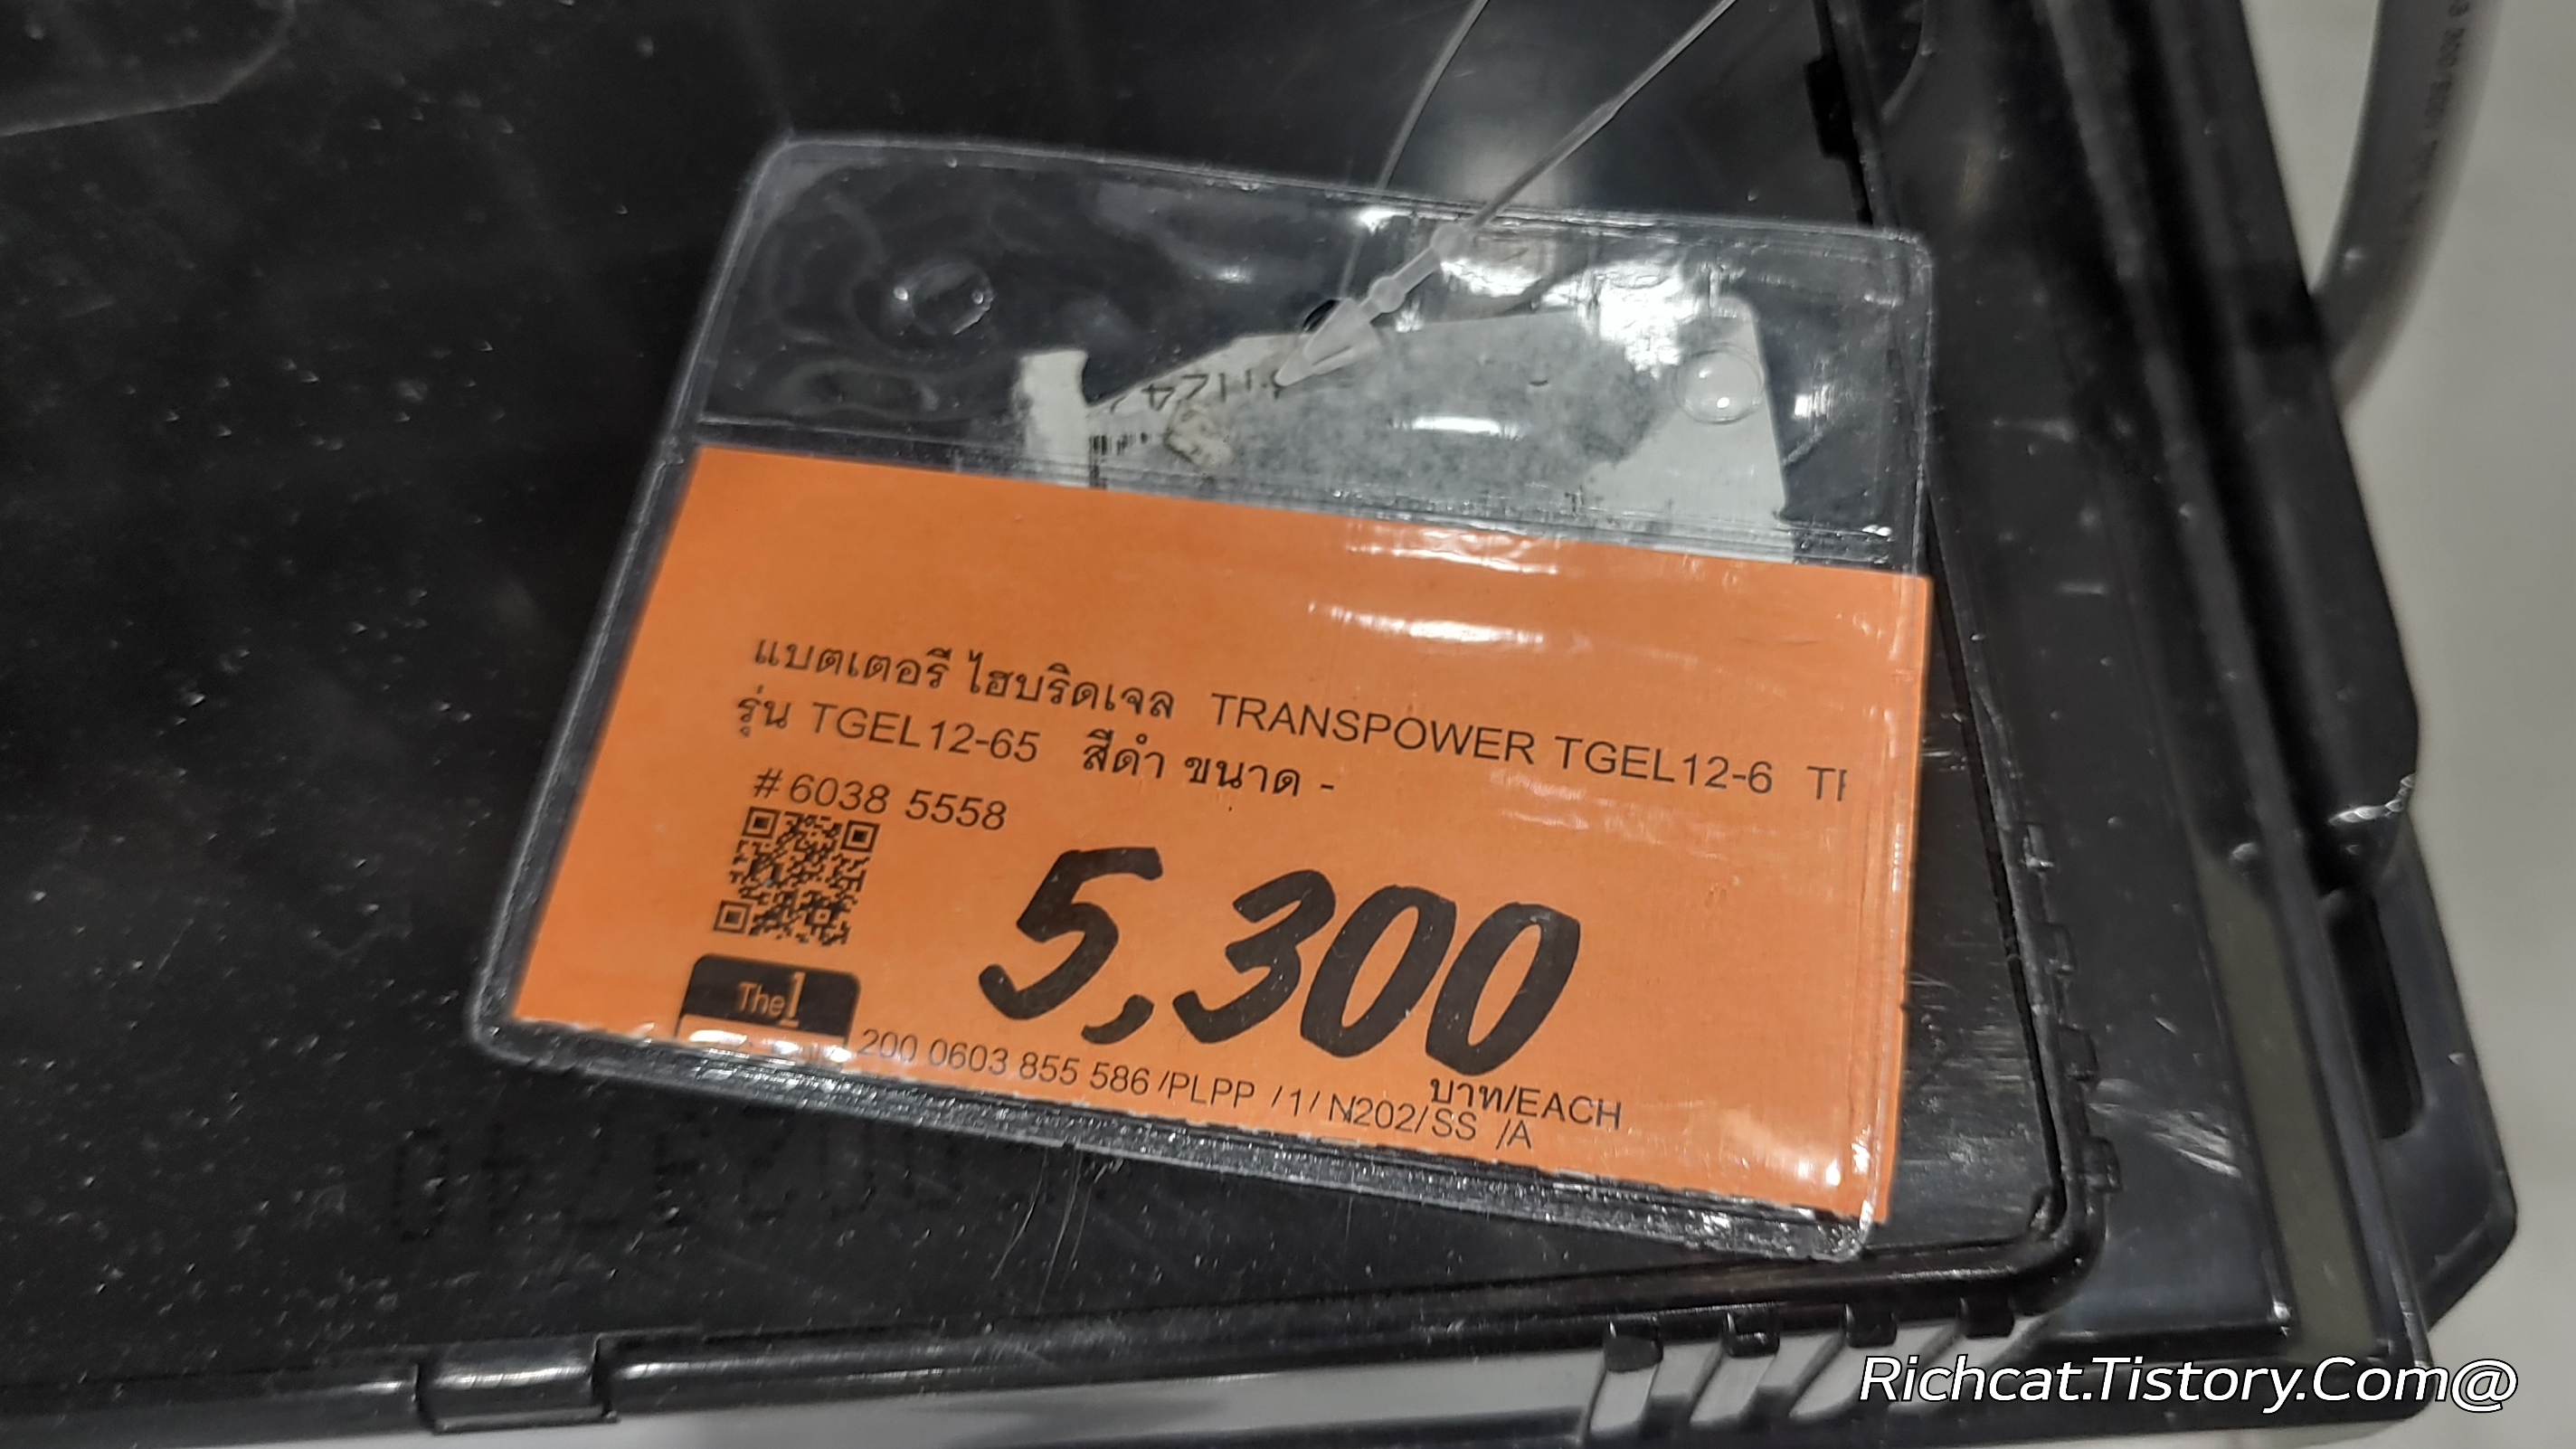 แบตเตอรี่ ไฮบริดเจล TRANSPOWER TGEL12-6
รุ่น TGEL12-65 สีดำ ขนาด -
# 6038 5558
5,300
The1
บาท/EACH
200 0603 855 586 /PLPP /1/ N202/SS /A
Richcat.Tistory.Com@